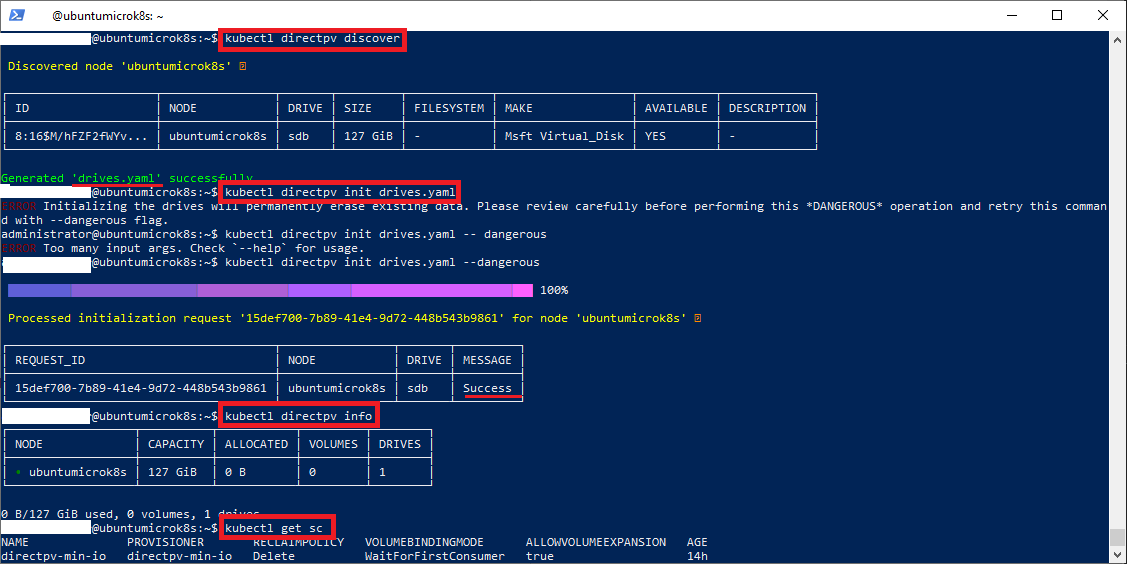 @ubuntumicrok8s: ~
@ubuntumicrok8s:~$ kubectl directpv discover
Discovered node 'ubuntumicrok8s'
ID NODE DRIVE SIZE FILESYSTEM MAKE AVAILABLE DESCRIPTION
8:16$M/hFZF2fWYv... ubuntumicrok8s sdb 127 GiB - Msft Virtual_Disk YES -
Generated 'drives.yaml' successfully
@ubuntumicrok8s:~$ kubectl directpv init drives.yaml
ERROR Initializing the drives will permanently erase existing data. Please review carefully before performing this *DANGEROUS* operation and retry this comman
d with --dangerous flag.
administrator@ubuntumicrok8s:~$ kubectl directpv init drives.yaml -- dangerous
ERROR Too many input args. Check `--help` for usage.
@ubuntumicrok8s:~$ kubectl directpv init drives.yaml --dangerous
100%
Processed initialization request '15def700-7b89-41e4-9d72-448b543b9861' for node 'ubuntumicrok8s'
REQUEST_ID NODE DRIVE MESSAGE
15def700-7b89-41e4-9d72-448b543b9861 ubuntumicrok8s sdb Success
@ubuntumicrok8s:~$ kubectl directpv info
NODE CAPACITY ALLOCATED VOLUMES DRIVES
• ubuntumicrok8s 127 GiB 0 B 0 1
0 B/127 GiB used, 0 volumes, 1 drives
@ubuntumicrok8s:~$ kubectl get sc
NAME PROVISIONER RECLAIMPOLICY VOLUMEBINDINGMODE ALLOWVOLUMEEXPANSION AGE
directpv-min-io directpv-min-io Delete WaitForFirstConsumer true 14h